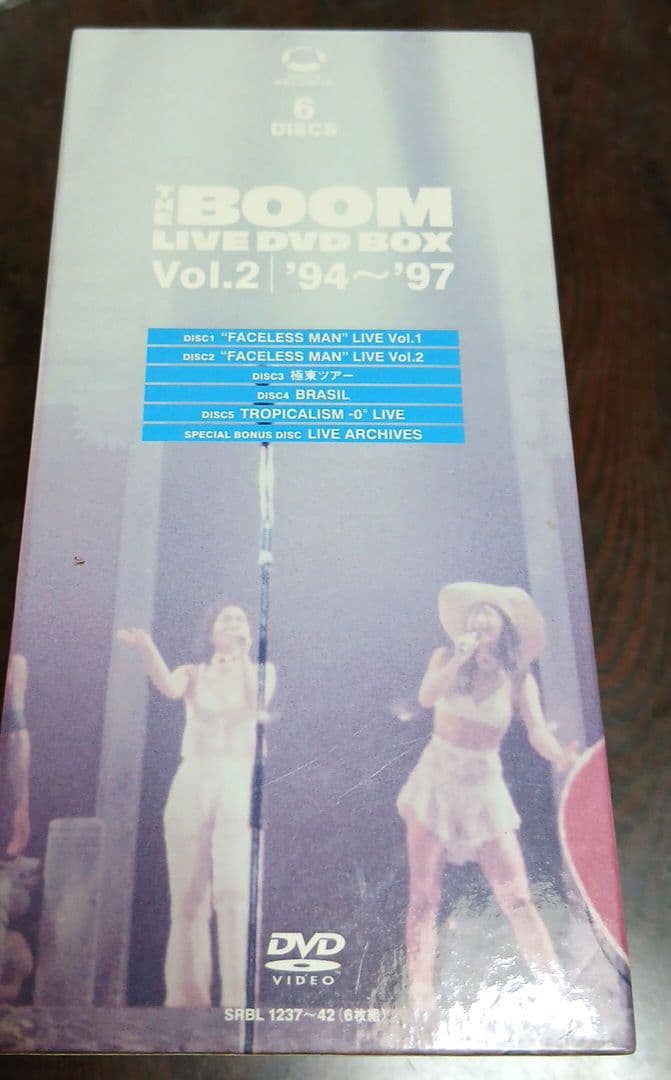 6
DISCS
THE BOOM
LIVE DVD BOX
Vol.2 | '94～'97
DISC1 "FACELESS MAN" LIVE Vol.1
DISC2 "FACELESS MAN" LIVE Vol.2
DISC3 極東ツアー
DISC4 BRASIL
DISC5 TROPICALISM -0° LIVE
SPECIAL BONUS DISC LIVE ARCHIVES
DVD
VIDEO
SRBL 1237～42 (6枚組)